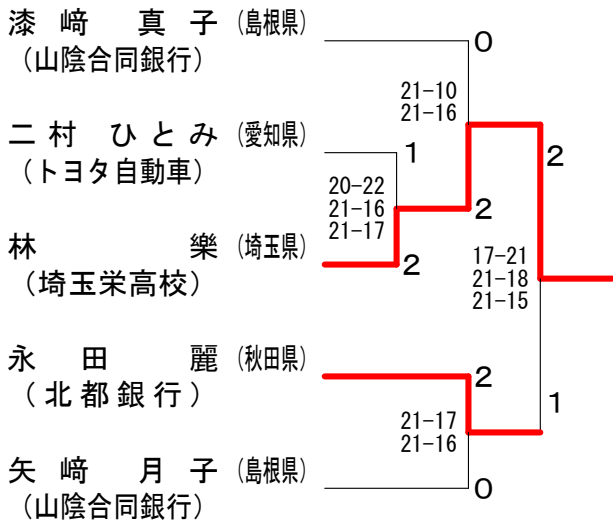 漆﨑 真子 (島根県)
0
(山陰合同銀行)
21-10
21-16
二村 ひとみ (愛知県)
1
2
(トヨタ自動車)
20-22
21-16
21-17
2
林 樂 (埼玉県)
2
17-21
21-18
21-15
(埼玉栄高校)
永田 麗 (秋田県)
2
(北都銀行)
1
21-17
21-16
矢﨑 月子 (島根県)
0
(山陰合同銀行)